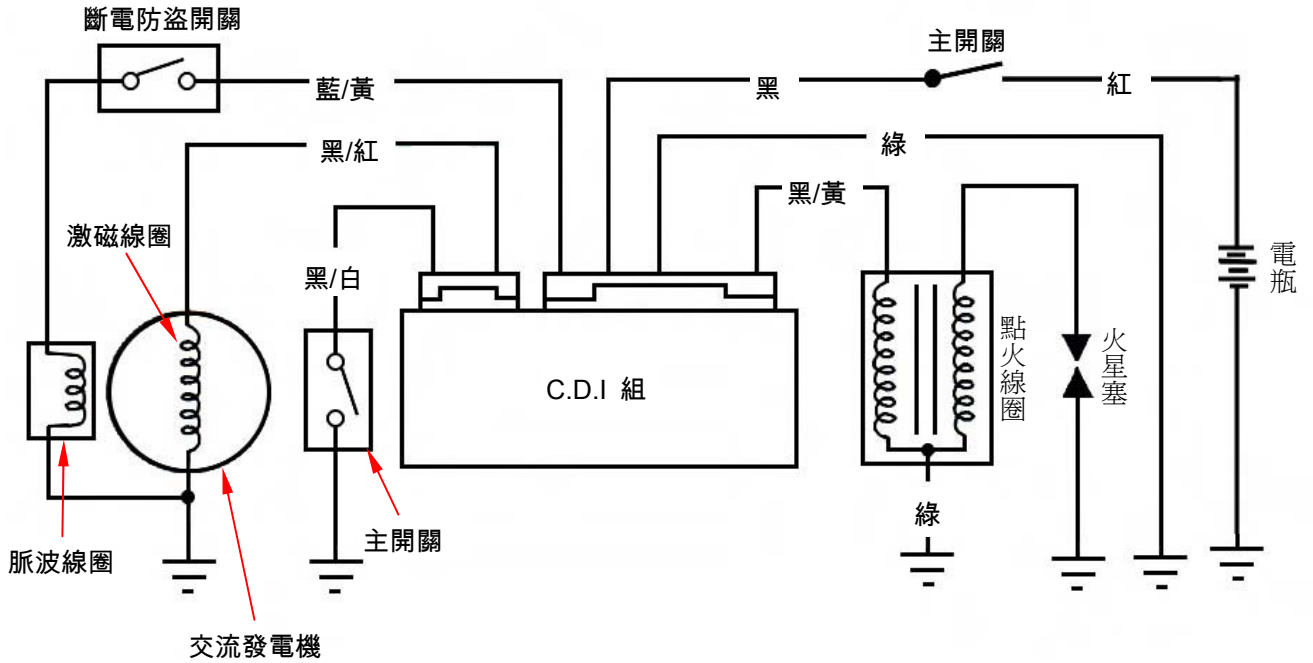 斷電防盜開關
主開關
藍/黃
黑
紅
黑/紅
綠
黑/黃
激磁線圈
黑/白
電瓶
點火線圈
火星塞
C.D.I 組
綠
主開關
脈波線圈
交流發電機